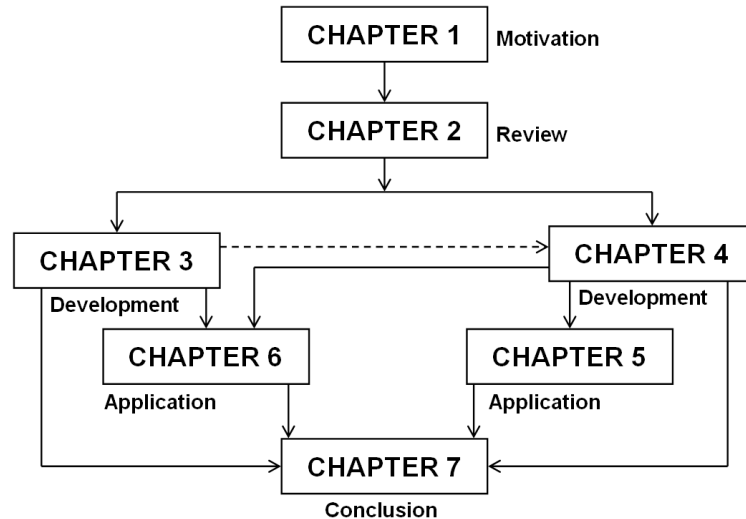 CHAPTER 1
Motivation
CHAPTER 2
Review
CHAPTER 3
CHAPTER 4
Development
Development
CHAPTER 6
CHAPTER 5
Application
Application
CHAPTER 7
Conclusion